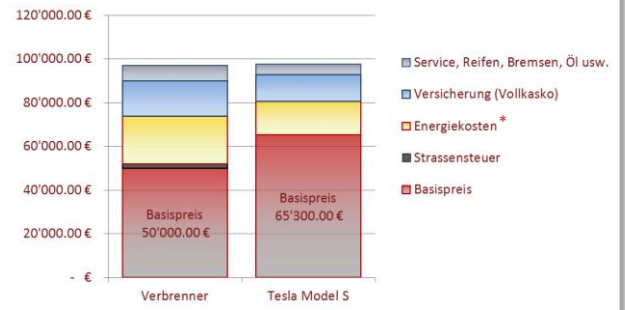 120'000.00 €
100'000.00 €
80'000.00 €
60'000.00 €
40'000.00 €
20'000.00 €
- €
Basispreis
50'000.00 €
Basispreis
65'300.00 €
Verbrenner
Tesla Model S
Service, Reifen, Bremsen, Öl usw.
Versicherung (Vollkasko)
Energiekosten *
Strassensteuer
Basispreis